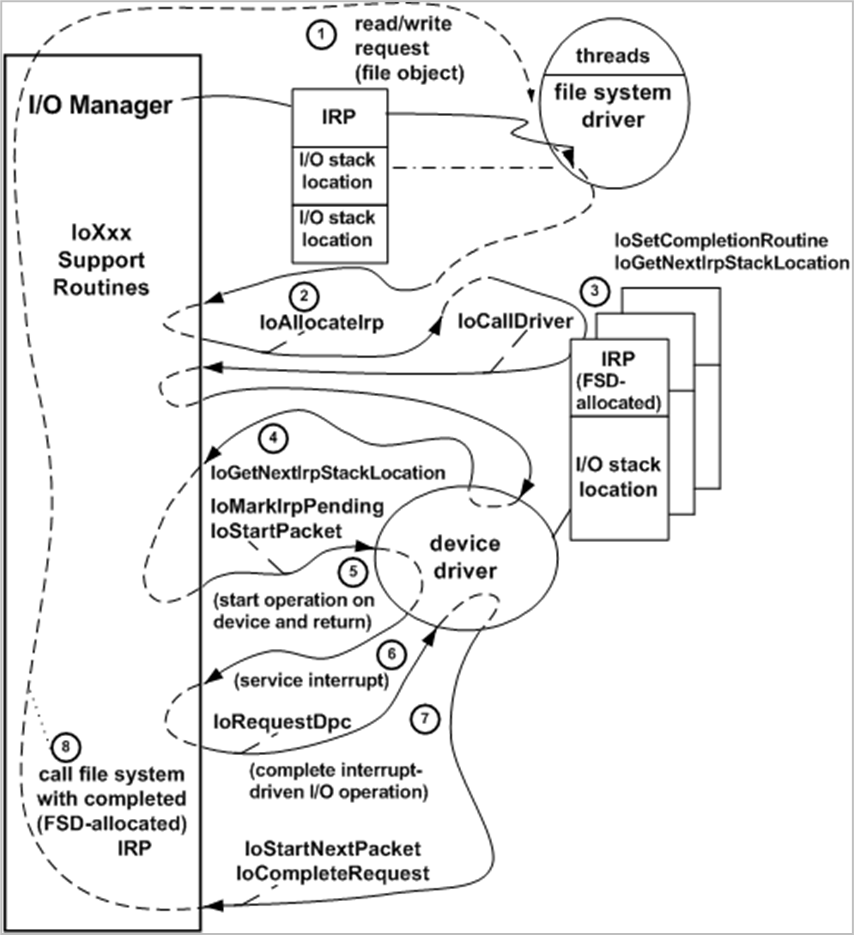 1
read/write
request
(file object)
threads
file system
driver
I/O Manager
IRP
I/O stack
location
I/O stack
location
IoXxx
Support
Routines
IoSetCompletionRoutine
IoGetNextIrpStackLocation
2
IoAllocateIrp
IoCallDriver
3
IRP
(FSD-
allocated)
I/O stack
location
4
IoGetNextIrpStackLocation
IoMarkIrpPending
IoStartPacket
device
driver
5
(start operation on
device and return)
6
(service interrupt)
IoRequestDpc
7
(complete interrupt-
driven I/O operation)
8
call file system
with completed
(FSD-allocated)
IRP
IoStartNextPacket
IoCompleteRequest